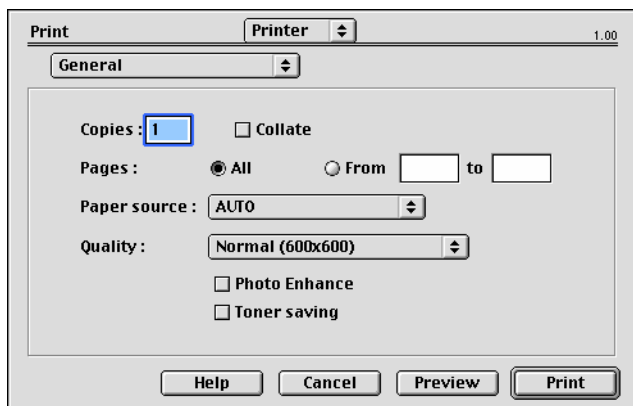 Print Printer 1.00
General
Copies : 1 Collate
Pages : All From to
Paper source : AUTO
Quality : Normal (600x600)
Photo Enhance
Toner saving
Help Cancel Preview Print